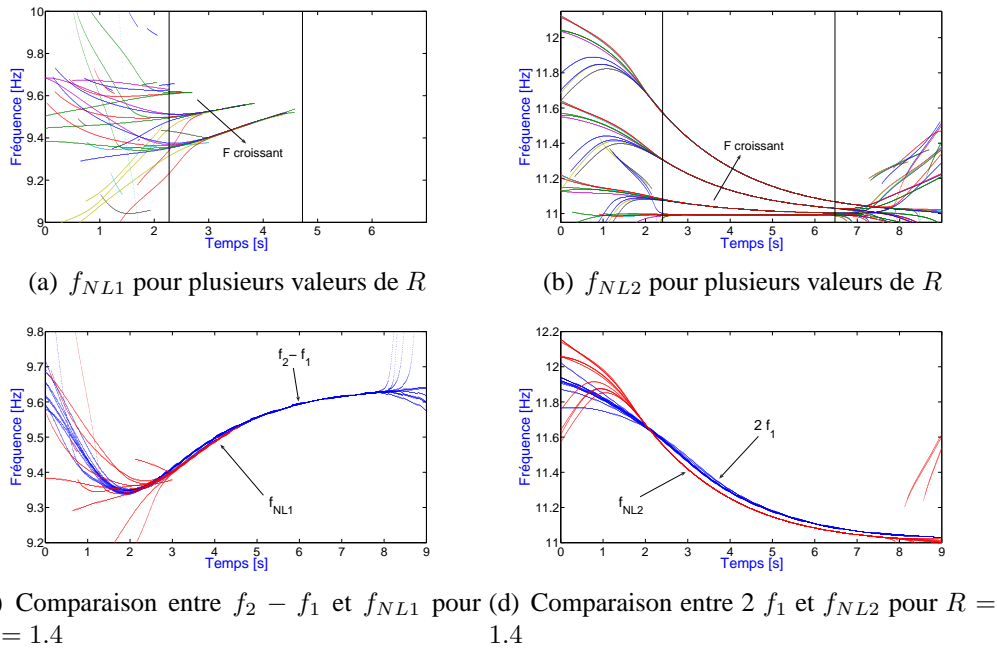 10
9.8
9.6
9.4
9.2
9
Fréquence [Hz]
0 1 2 3 4 5 6
Temps [s]
F croissant
12
11.8
11.6
11.4
11.2
11
Fréquence [Hz]
0 1 2 3 4 5 6 7 8 9
Temps [s]
F croissant
(a) f_{NL1} pour plusieurs valeurs de R
(b) f_{NL2} pour plusieurs valeurs de R
9.8
9.7
9.6
9.5
9.4
9.3
9.2
Fréquence [Hz]
0 1 2 3 4 5 6 7 8 9
Temps [s]
f_2 – f_1
f_{NL1}
12.2
12
11.8
11.6
11.4
11.2
11
Fréquence [Hz]
0 1 2 3 4 5 6 7 8 9
Temps [s]
2 f_1
f_{NL2}
) Comparaison entre f_2 − f_1 et f_{NL1} pour
= 1.4
(d) Comparaison entre 2 f_1 et f_{NL2} pour R =
1.4